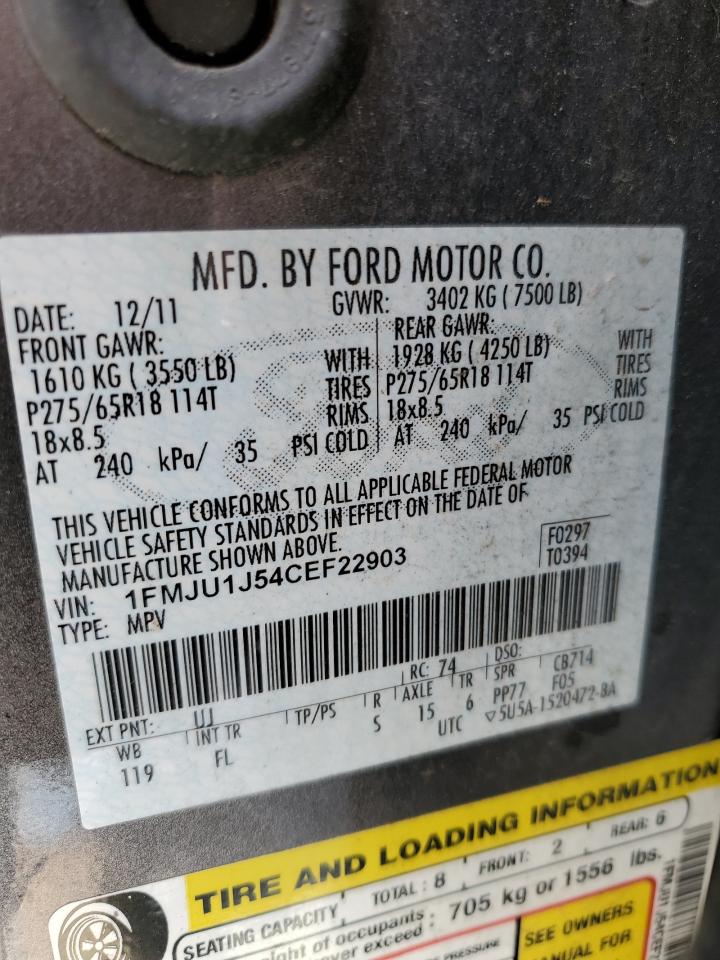 MFD. BY FORD MOTOR CO.
DATE: 12/11 GVWR: 3402 KG ( 7500 LB)
FRONT GAWR: REAR GAWR:
1610 KG ( 3550 LB) WITH 1928 KG ( 4250 LB) WITH
P275/65R18 114T TIRES P275/65R18 114T TIRES
18x8.5 RIMS 18x8.5 RIMS
AT 240 kPa/ 35 PSI COLD AT 240 kPa/ 35 PSI COLD
THIS VEHICLE CONFORMS TO ALL APPLICABLE FEDERAL MOTOR
VEHICLE SAFETY STANDARDS IN EFFECT ON THE DATE OF
MANUFACTURE SHOWN ABOVE.
F0297
T0394
VIN: 1FMJU1J54CEF22903
TYPE: MPV
EXT PNT: UJ RC: 74 DSO:
WB INT TR TP/PS R AXLE TR SPR CB714
119 FL S 15 6 PP77 F05
UTC ▽5U5A-1520472-BA
TIRE AND LOADING INFORMATION
SEATING CAPACITY TOTAL : 8 FRONT: 2 REAR: 6
of occupants
exceed : 705 kg or 1556 lbs.
PRESSURE SEE OWNERS
FOR